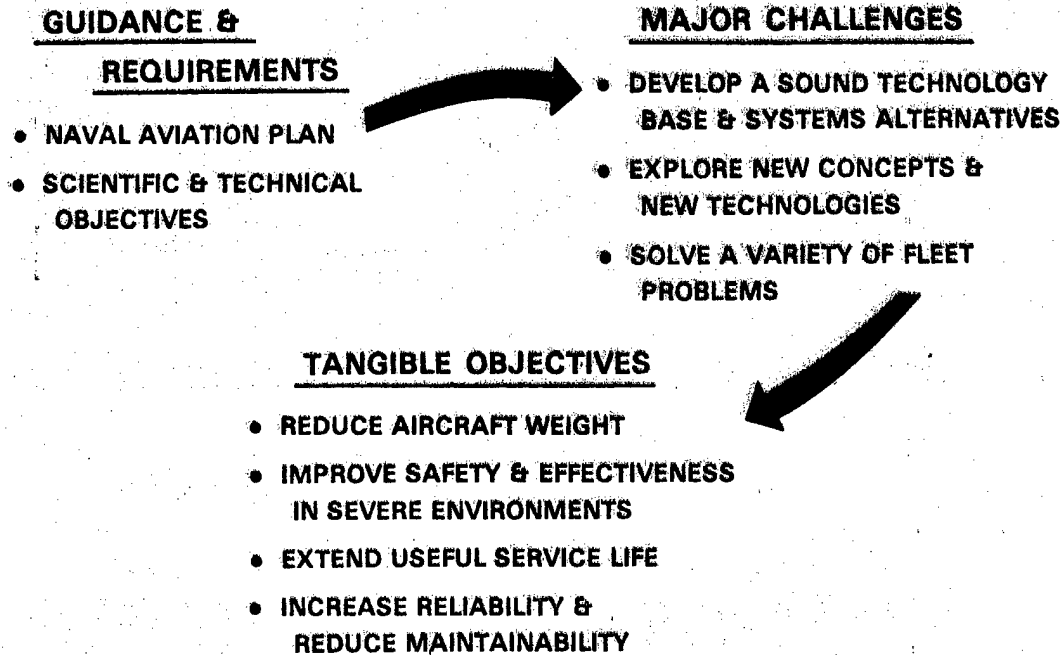 GUIDANCE &
REQUIREMENTS
• NAVAL AVIATION PLAN
• SCIENTIFIC & TECHNICAL
OBJECTIVES
MAJOR CHALLENGES
• DEVELOP A SOUND TECHNOLOGY
BASE & SYSTEMS ALTERNATIVES
• EXPLORE NEW CONCEPTS &
NEW TECHNOLOGIES
• SOLVE A VARIETY OF FLEET
PROBLEMS
TANGIBLE OBJECTIVES
• REDUCE AIRCRAFT WEIGHT
• IMPROVE SAFETY & EFFECTIVENESS
IN SEVERE ENVIRONMENTS
• EXTEND USEFUL SERVICE LIFE
• INCREASE RELIABILITY &
REDUCE MAINTAINABILITY